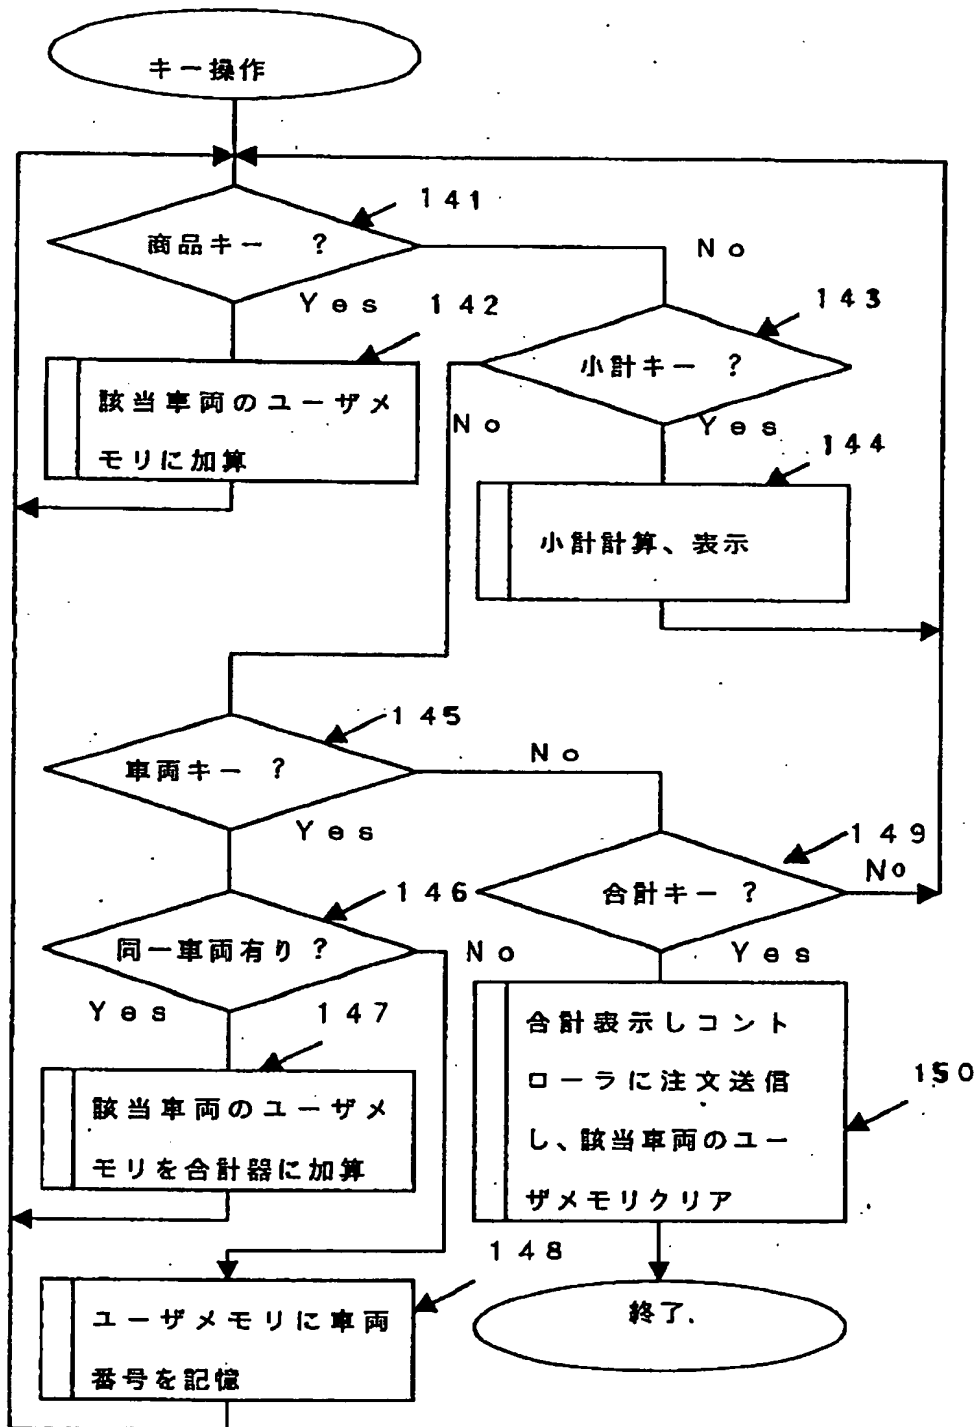 キー操作
141
商品キー ?
No
Yes
142
143
小計キー ?
該当車両のユーザメ
モリに加算
No
Yes
144
小計計算、表示
145
車両キー ?
No
Yes
149
No
146
合計キー ?
同一車両有り?
No
Yes
Yes
147
合計表示しコント
ローラに注文送信
し、該当車両のユー
ザメモリクリア
150
該当車両のユーザメ
モリを合計器に加算
148
ユーザメモリに車両
番号を記憶
終了.